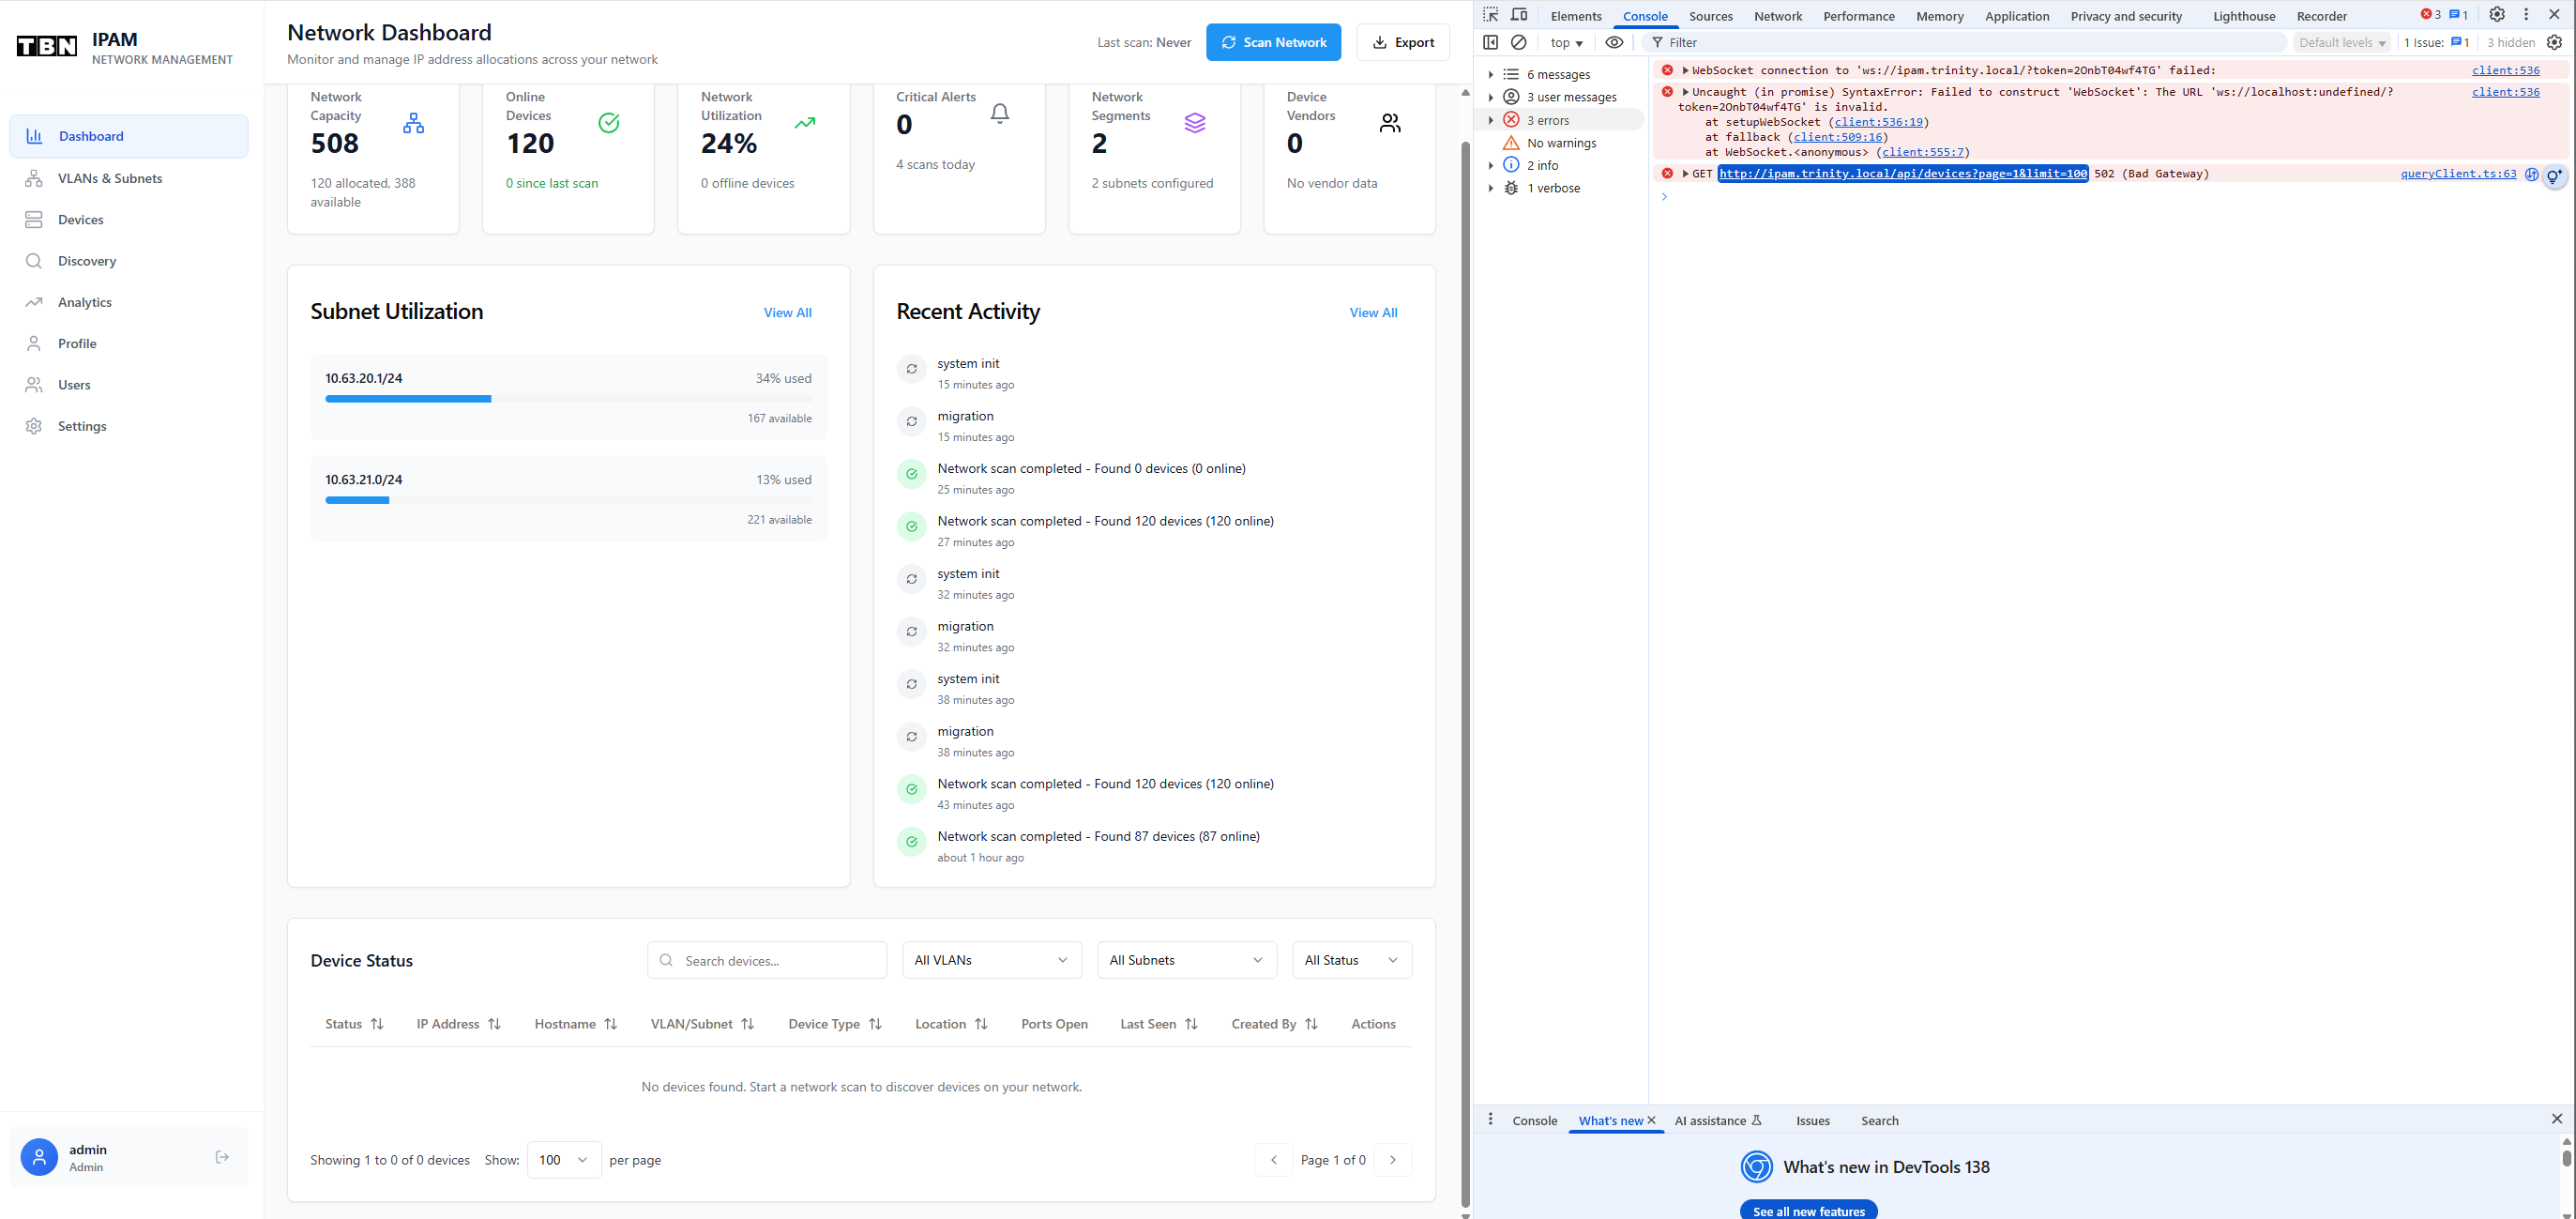 TBN
IPAM
NETWORK MANAGEMENT
Dashboard
VLANs & Subnets
Devices
Discovery
Analytics
Profile
Users
Settings
admin
Admin
Network Dashboard
Monitor and manage IP address allocations across your network
Last scan: Never
Scan Network
Export
Network
Capacity
508
120 allocated, 388
available
Online
Devices
120
0 since last scan
Network
Utilization
24%
0 offline devices
Critical Alerts
0
4 scans today
Network
Segments
2
2 subnets configured
Device
Vendors
0
No vendor data
Subnet Utilization
View All
10.63.20.1/24
34% used
167 available
10.63.21.0/24
13% used
221 available
Recent Activity
View All
system init
15 minutes ago
migration
15 minutes ago
Network scan completed - Found 0 devices (0 online)
25 minutes ago
Network scan completed - Found 120 devices (120 online)
27 minutes ago
system init
32 minutes ago
migration
32 minutes ago
system init
38 minutes ago
migration
38 minutes ago
Network scan completed - Found 120 devices (120 online)
43 minutes ago
Network scan completed - Found 87 devices (87 online)
about 1 hour ago
Device Status
Search devices...
All VLANs
All Subnets
All Status
Status
IP Address
Hostname
VLAN/Subnet
Device Type
Location
Ports Open
Last Seen
Created By
Actions
No devices found. Start a network scan to discover devices on your network.
Showing 1 to 0 of 0 devices
Show:
100
per page
Page 1 of 0
Elements
Console
Sources
Network
Performance
Memory
Application
Privacy and security
Lighthouse
Recorder
3
1
top
Filter
Default levels
1 Issue:
1
3 hidden
6 messages
3 user messages
3 errors
No warnings
2 info
1 verbose
WebSocket connection to 'ws://ipam.trinity.local/?token=2OnbT04wf4TG' failed:
client:536
Uncaught (in promise) SyntaxError: Failed to construct 'WebSocket': The URL 'ws://localhost:undefined/?
client:536
token=2OnbT04wf4TG' is invalid.
at setupWebSocket (client:536:19)
at fallback (client:509:16)
at WebSocket.<anonymous> (client:555:7)
GET http://ipam.trinity.local/api/devices?page=1&limit=100 502 (Bad Gateway)
queryClient.ts:63
Console
What's new
AI assistance
Issues
Search
What's new in DevTools 138
See all new features